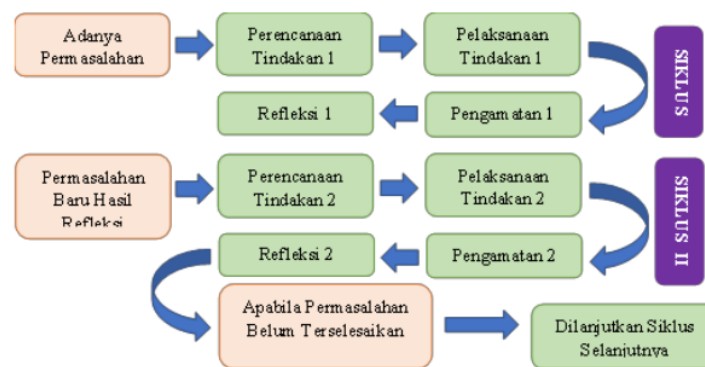 Adanya
Permasalahan
Perencanaan
Tindakan 1
Pelaksanaan
Tindakan 1
SIKLUS
Refleksi 1
Pengamatan 1
Permasalahan
Baru Hasil
Refleksi
Perencanaan
Tindakan 2
Pelaksanaan
Tindakan 2
SIKLUS II
Refleksi 2
Pengamatan 2
Apabila Permasalahan
Belum Terselesaikan
Dilanjutkan Siklus
Selanjutnya